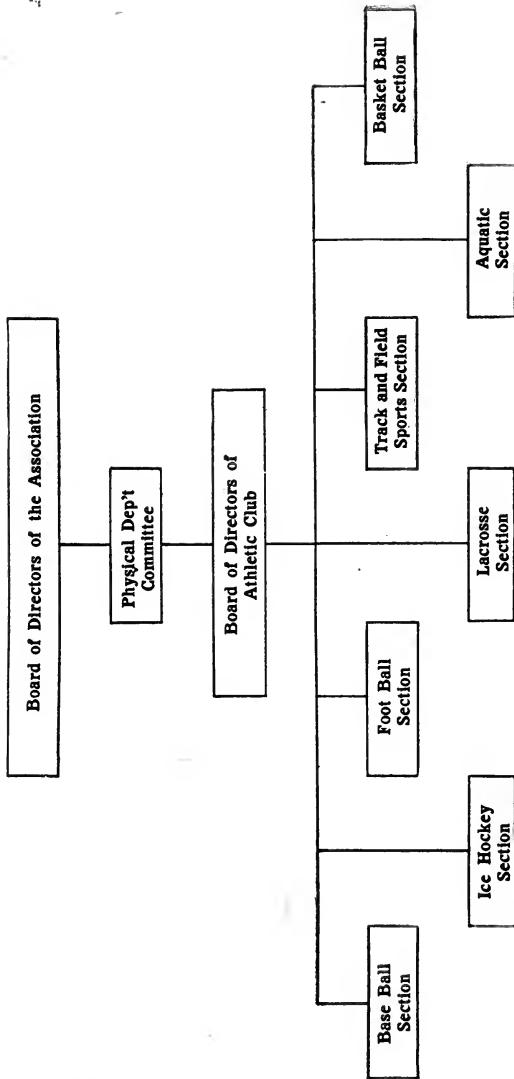 Board of Directors of the Association
Physical Dep't
Committee
Board of Directors of
Athletic Club
Base Ball
Section
Ice Hockey
Section
Foot Ball
Section
Lacrosse
Section
Track and Field
Sports Section
Aquatic
Section
Basket Ball
Section